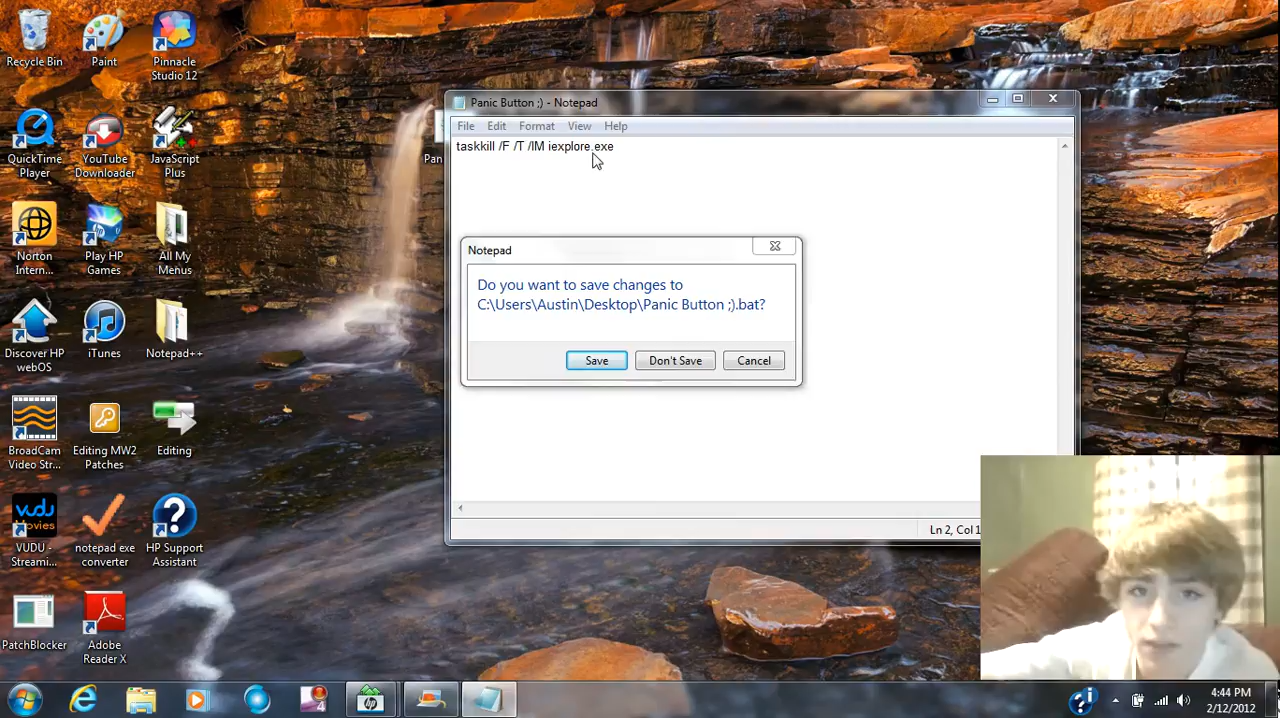 Recycle Bin
Paint
Pinnacle
Studio 12
QuickTime
Player
YouTube
Downloader
JavaScript
Plus
Norton
Intern...
Play HP
Games
All My
Menus
Discover HP
webOS
iTunes
Notepad++
BroadCam
Video Str...
Editing MW2
Patches
Editing
vudu
Movies
VUDU -
Streami...
notepad exe
converter
HP Support
Assistant
PatchBlocker
Adobe
Reader X
Pan
Panic Button ;) - Notepad
File Edit Format View Help
taskkill /F /T /IM iexplore.exe
Notepad
Do you want to save changes to
C:\Users\Austin\Desktop\Panic Button ;).bat?
Save Don't Save Cancel
Ln 2, Col 1
4
hp
4:44 PM
2/12/2012